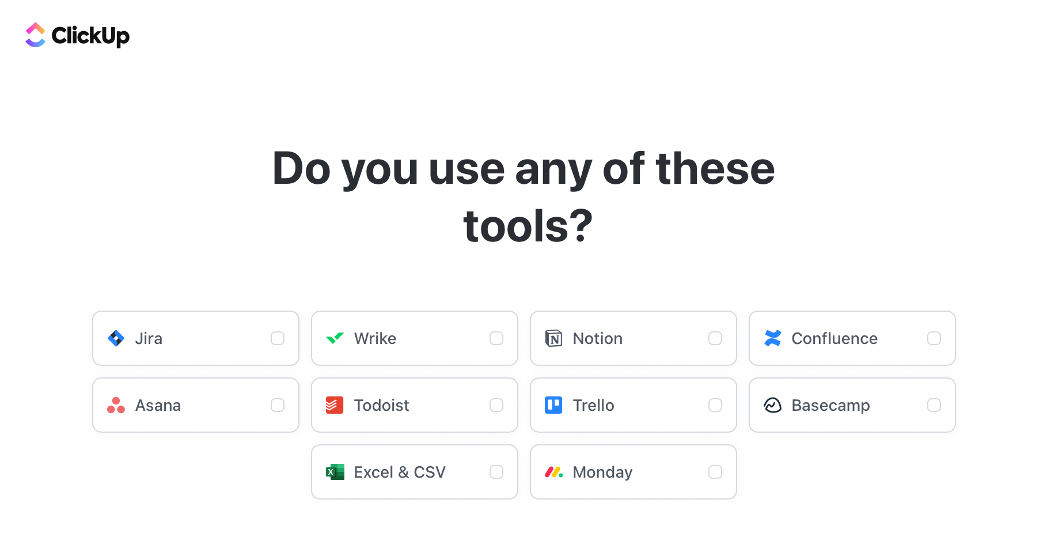 ClickUp
Do you use any of these
tools?
Jira
Wrike
Notion
Confluence
Asana
Todoist
Trello
Basecamp
Excel & CSV
Monday